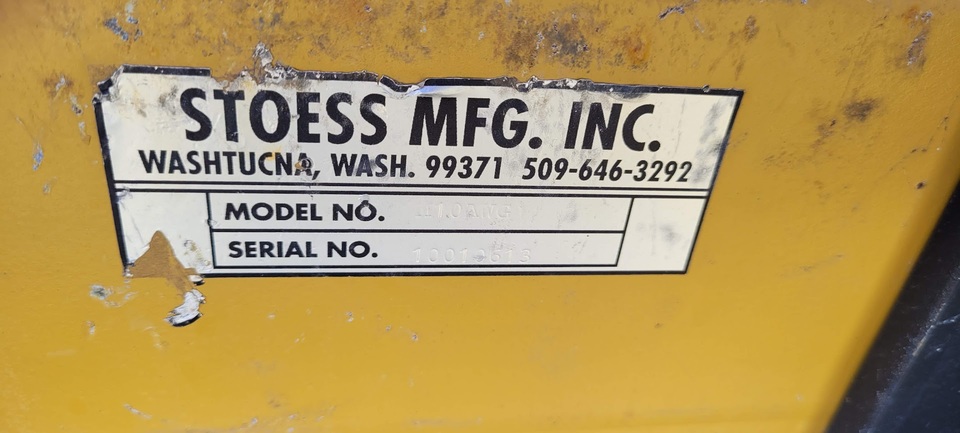 STOESS MFG. INC.
WASHTUCNA, WASH. 99371 509-646-3292
MODEL NO.
SERIAL NO.